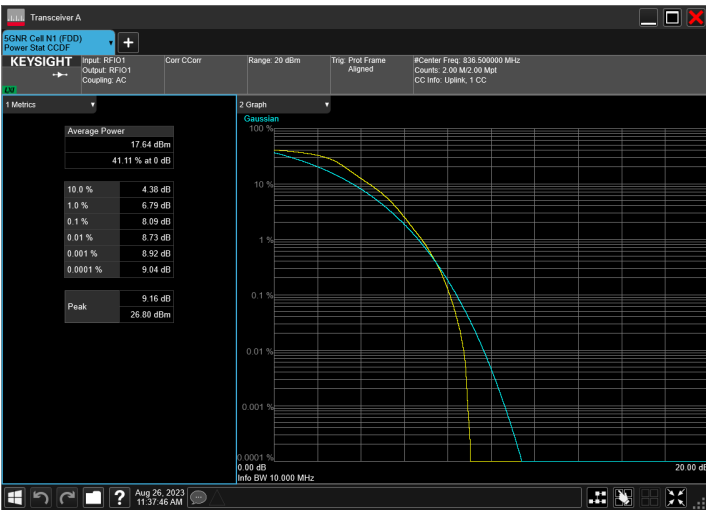 Transceiver A
5GNR Cell N1 (FDD)
Power Stat CCDF
KEYSIGHT
LXI
Input: RFIO1
Output: RFIO1
Coupling: AC
Corr CCorr
Range: 20 dBm
Trig: Prot Frame
Aligned
#Center Freq: 836.500000 MHz
Counts: 2.00 M/2.00 Mpt
CC Info: Uplink, 1 CC
1 Metrics
Average Power
17.64 dBm
41.11 % at 0 dB
10.0 % 4.38 dB
1.0 % 6.79 dB
0.1 % 8.09 dB
0.01 % 8.73 dB
0.001 % 8.92 dB
0.0001 % 9.04 dB
Peak 9.16 dB
26.80 dBm
2 Graph
Gaussian
100 %
10 %
1 %
0.1 %
0.01 %
0.001 %
0.0001 %
0.00 dB
20.00 dB
Info BW 10.000 MHz
?
Aug 26, 2023
11:37:46 AM